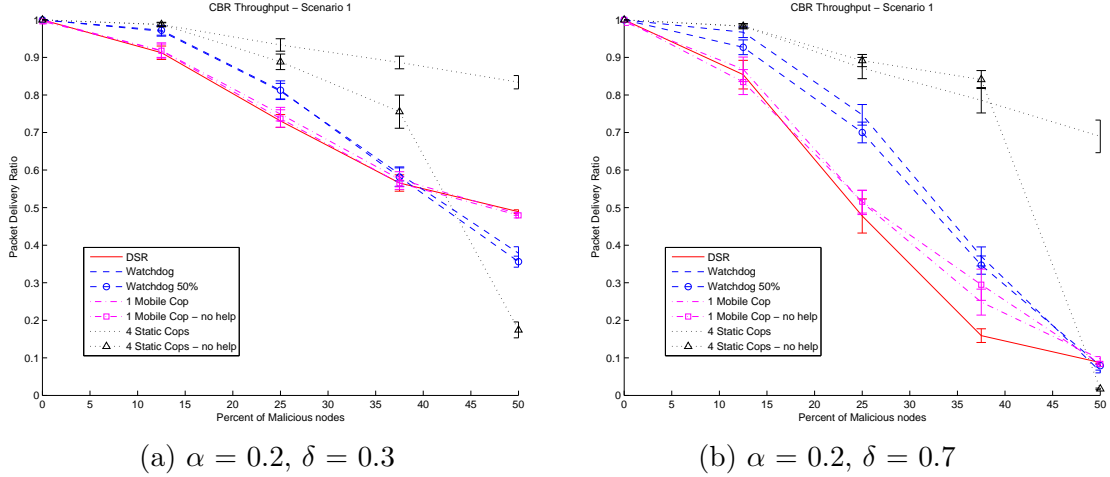 CBR Throughput – Scenario 1
1
0.9
0.8
0.7
0.6
0.5
0.4
0.3
0.2
0.1
0
Packet Delivery Ratio
DSR
Watchdog
Watchdog 50%
1 Mobile Cop
1 Mobile Cop – no help
4 Static Cops
4 Static Cops – no help
0 5 10 15 20 25 30 35 40 45 50
Percent of Malicious nodes
(a) α = 0.2, δ = 0.3
CBR Throughput – Scenario 1
1
0.9
0.8
0.7
0.6
0.5
0.4
0.3
0.2
0.1
0
Packet Delivery Ratio
DSR
Watchdog
Watchdog 50%
1 Mobile Cop
1 Mobile Cop – no help
4 Static Cops
4 Static Cops – no help
0 5 10 15 20 25 30 35 40 45 50
Percent of Malicious nodes
(b) α = 0.2, δ = 0.7